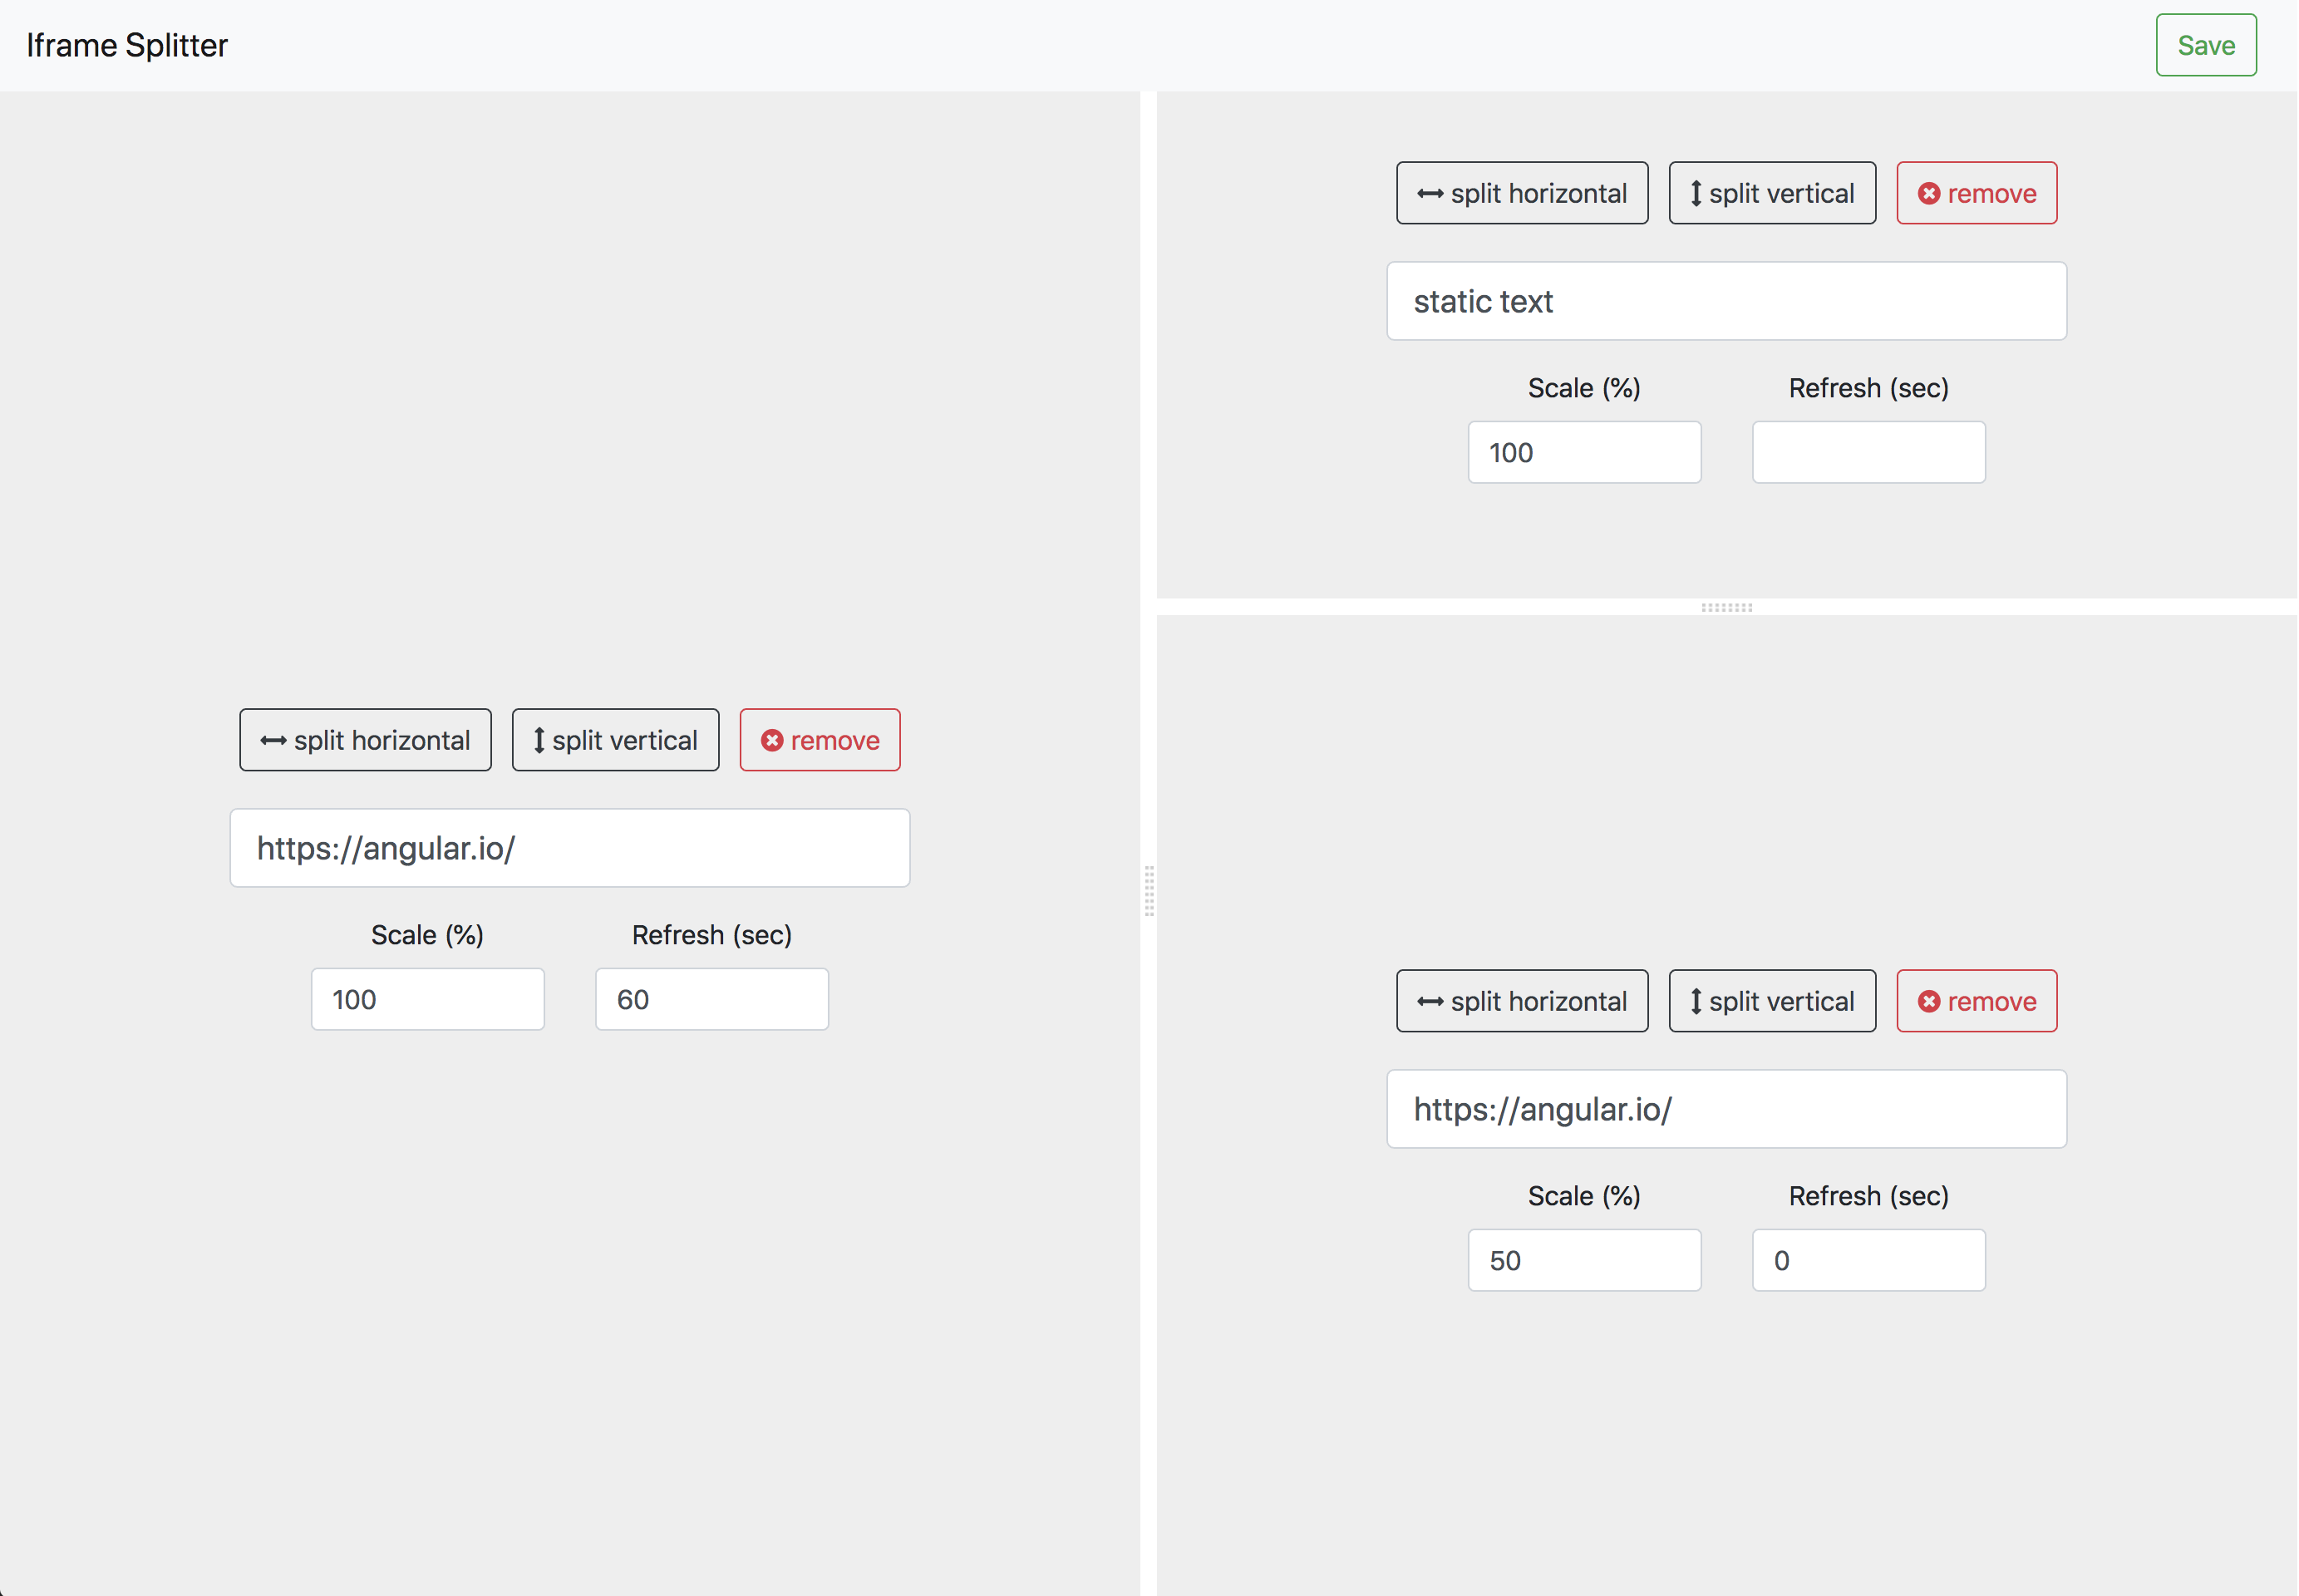 Iframe Splitter
Save
split horizontal split vertical remove
https://angular.io/
Scale (%) Refresh (sec)
100 60
split horizontal split vertical remove
static text
Scale (%) Refresh (sec)
100
split horizontal split vertical remove
https://angular.io/
Scale (%) Refresh (sec)
50 0